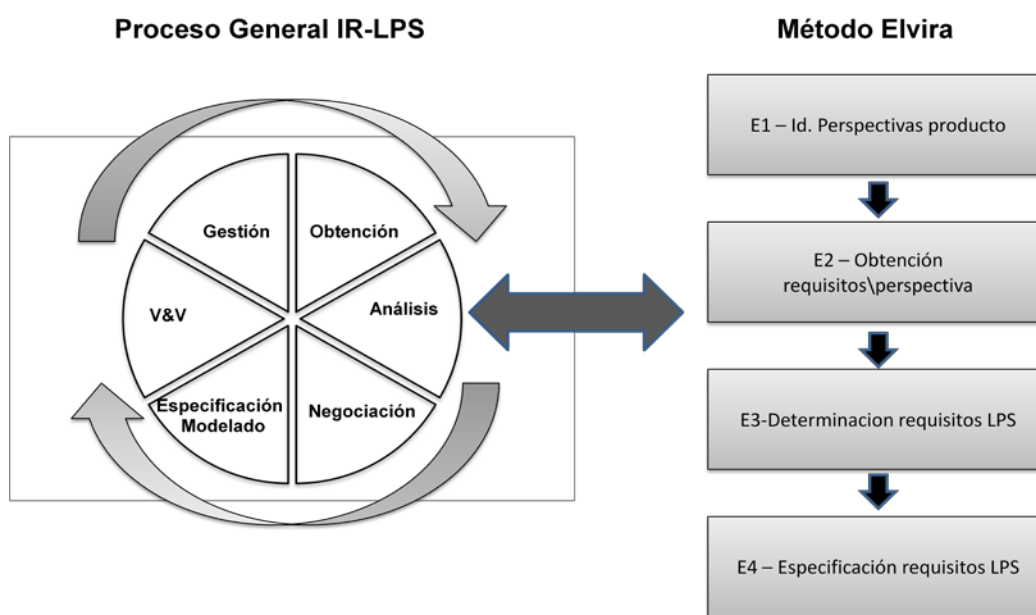 Proceso General IR-LPS
Método Elvira
Gestión
Obtención
V&V
Análisis
Especificación
Modelado
Negociación
E1 – Id. Perspectivas producto
E2 – Obtención
requisitos\perspectiva
E3-Determinacion requisitos LPS
E4 – Especificación requisitos LPS